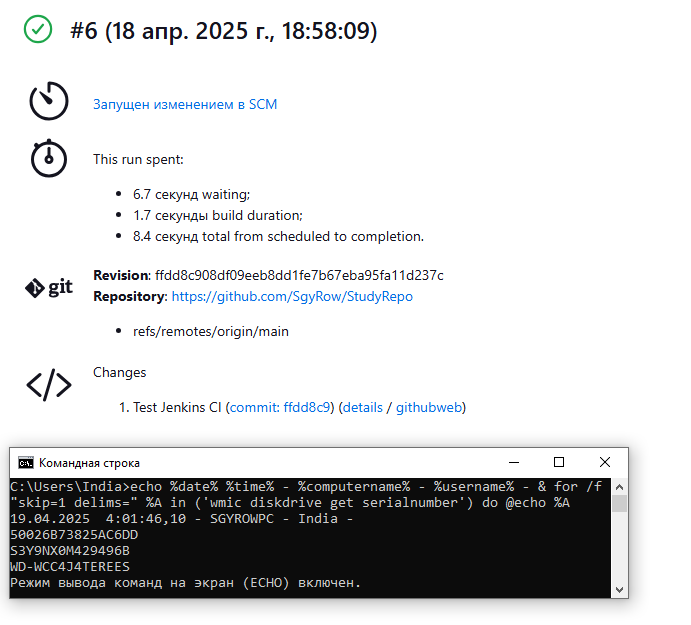 #6 (18 апр. 2025 г., 18:58:09)
Запущен изменением в SCM
This run spent:
6.7 секунд waiting;
1.7 секунды build duration;
8.4 секунд total from scheduled to completion.
git
Revision: ffdd8c908df09eeb8dd1fe7b67eba95fa11d237c
Repository: https://github.com/SgyRow/StudyRepo
refs/remotes/origin/main
Changes
1. Test Jenkins CI (commit: ffdd8c9) (details / githubweb)
Командная строка
C:\Users\India>echo %date% %time% - %computername% - %username% - & for /f
"skip=1 delims=" %A in ('wmic diskdrive get serialnumber') do @echo %A
19.04.2025  4:01:46,10 - SGYROWPC - India -
50026B73825AC6DD
S3Y9NX0M429496B
WD-WCC4J4TEREES
Режим вывода команд на экран (ECHO) включен.